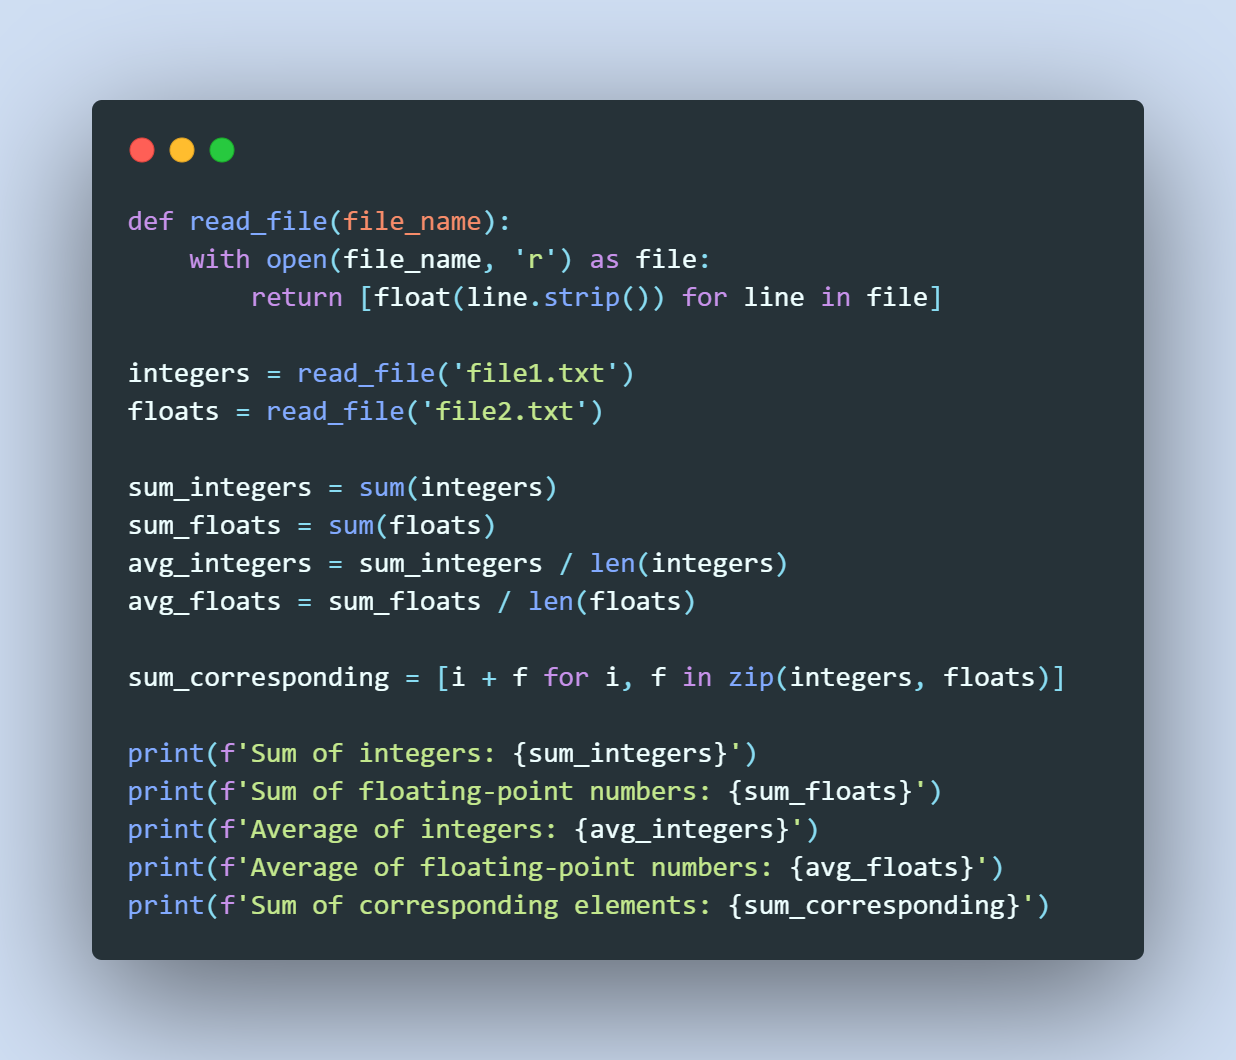 def read_file(file_name):
    with open(file_name, 'r') as file:
        return [float(line.strip()) for line in file]

integers = read_file('file1.txt')
floats = read_file('file2.txt')

sum_integers = sum(integers)
sum_floats = sum(floats)
avg_integers = sum_integers / len(integers)
avg_floats = sum_floats / len(floats)

sum_corresponding = [i + f for i, f in zip(integers, floats)]

print(f'Sum of integers: {sum_integers}')
print(f'Sum of floating-point numbers: {sum_floats}')
print(f'Average of integers: {avg_integers}')
print(f'Average of floating-point numbers: {avg_floats}')
print(f'Sum of corresponding elements: {sum_corresponding}')